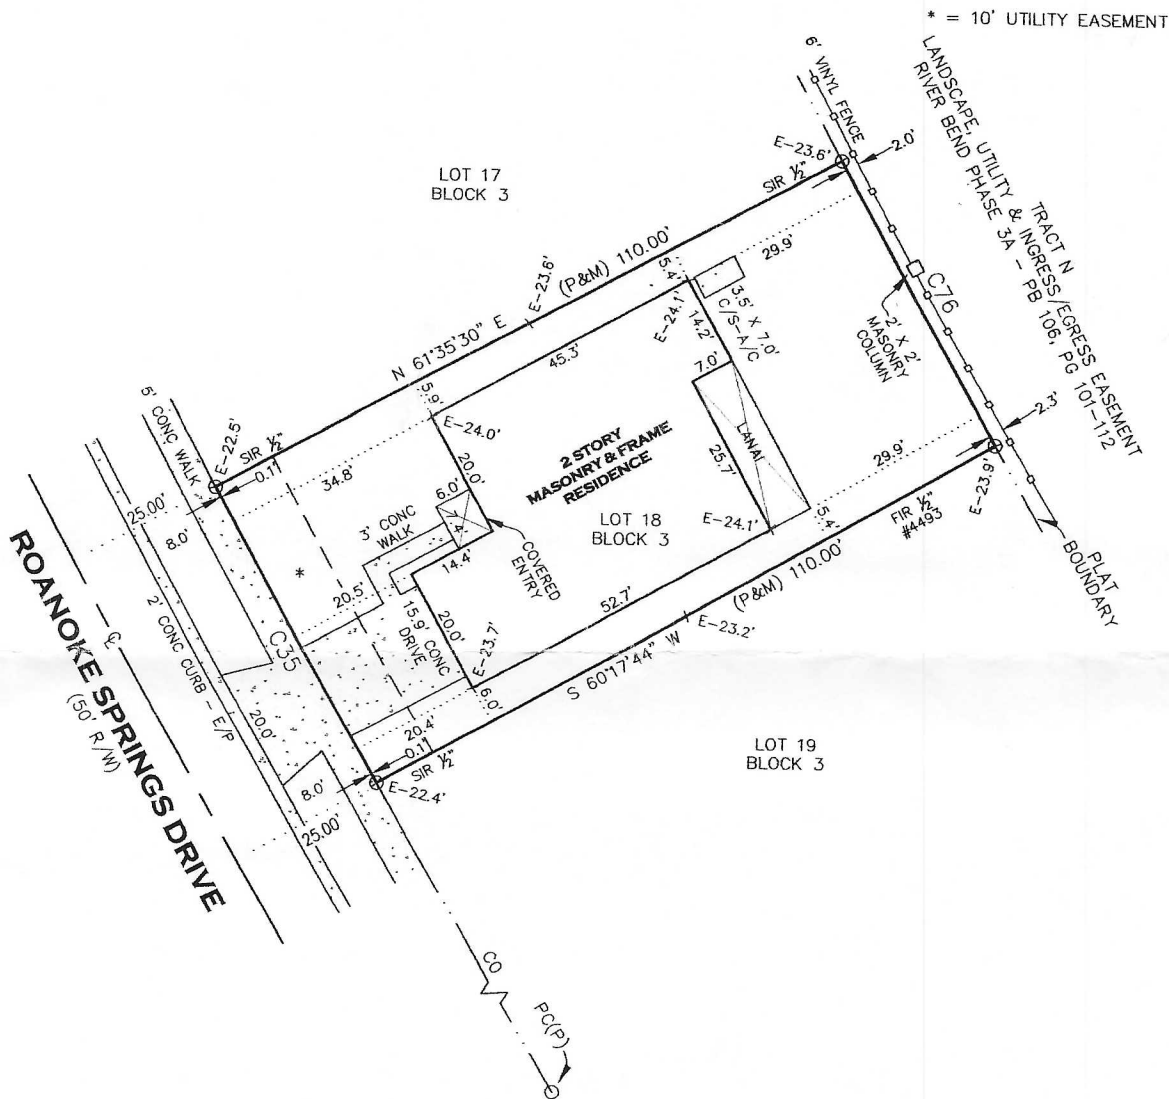 * = 10' UTILITY EASEMENT
6' VINYL FENCE
LANDSCAPE, UTILITY & INGRESS/EGRESS EASEMENT
TRACT N
RIVER BEND PHASE 3A - PB 106, PG 101-112
E-23.6'
2.0'
SIR ½"
LOT 17
BLOCK 3
29.9'
(P&M) 110.00'
E-23.6'
N 61°35'30" E
5.4'
3.5' X 7.0'
C/S-A/C
E-24.1'
14.2'
C76
2' X 2'
MASONRY
COLUMN
45.3'
7.0'
5.9'
E-24.0'
5' CONC WALK
E-22.5'
SIR ½"
0.1'
34.8'
2 STORY
MASONRY & FRAME
RESIDENCE
LANAI
25.7'
2.3'
29.9'
E-23.9'
FIR ½"
#4493
20.0'
6.0'
7.4'
3' CONC
WALK
25.00'
8.0'
LOT 18
BLOCK 3
E-24.1'
5.4'
COVERED
ENTRY
14.4'
*
PLAT
BOUNDARY
20.5'
15.9' CONC
DRIVE
20.0'
E-23.7'
52.7'
(P&M) 110.00'
E-23.2'
S 60°17'44" W
ROANOKE SPRINGS DRIVE
(50' R/W)
2' CONC CURB - E/P
C35
20.0'
6.0'
20.4'
0.1'
SIR ½"
E-22.4'
8.0'
25.00'
LOT 19
BLOCK 3
CO
PC(P)